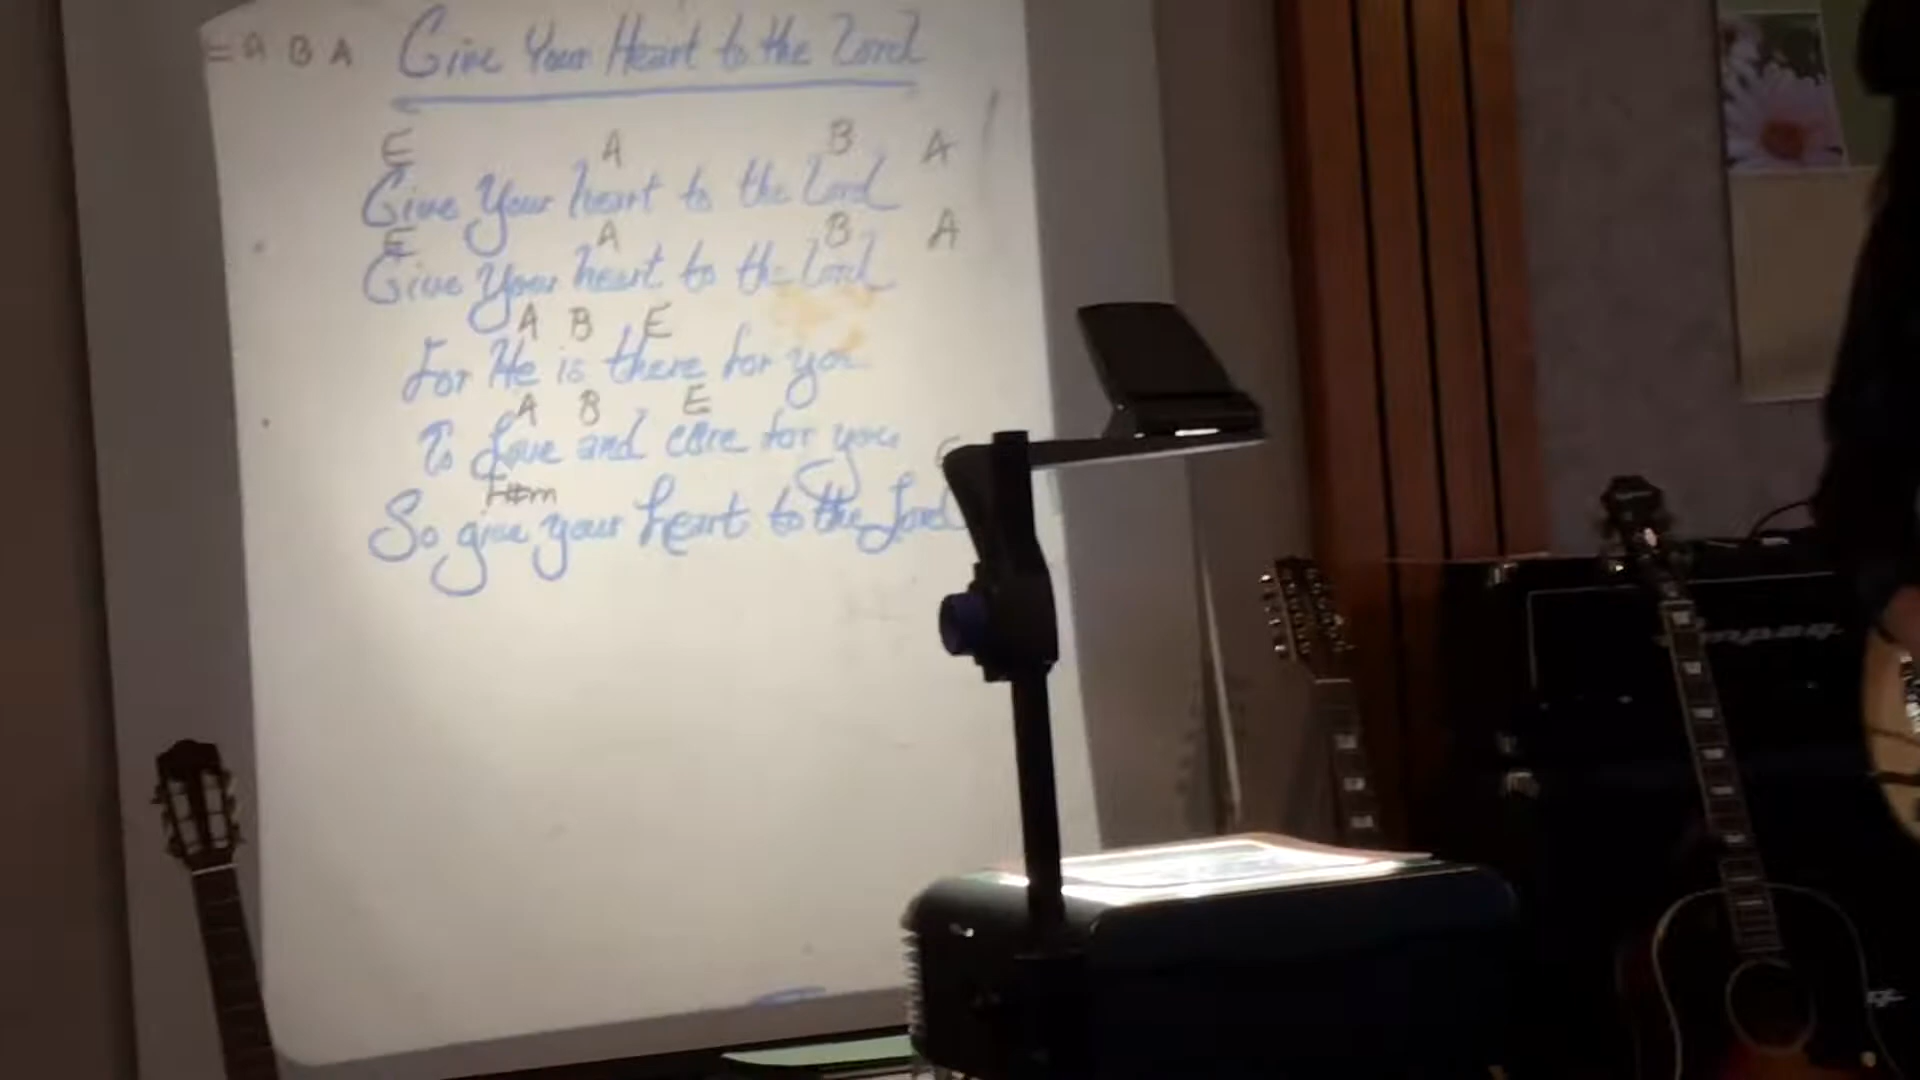 = A B A Give Your Heart to the Lord
E A B A
Give Your heart to the Lord
E A B A
Give Your heart to the Lord
A B E
For He is there for you
A B E
To Love and care for you
So give your heart to the Lord
Ampeg